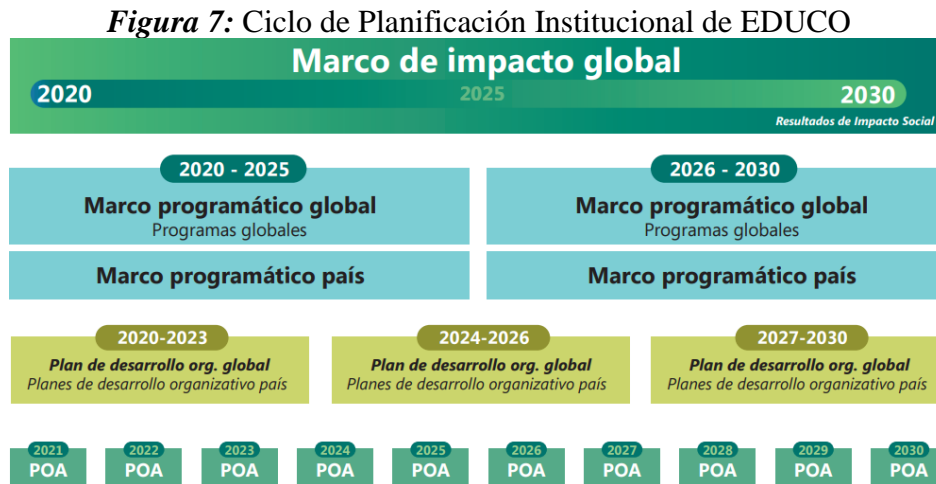 Figura 7: Ciclo de Planificación Institucional de EDUCO
Marco de impacto global
2020 2025 2030
Resultados de Impacto Social
2020 - 2025
Marco programático global
Programas globales
Marco programático país
2026 - 2030
Marco programático global
Programas globales
Marco programático país
2020-2023
Plan de desarrollo org. global
Planes de desarrollo organizativo país
2024-2026
Plan de desarrollo org. global
Planes de desarrollo organizativo país
2027-2030
Plan de desarrollo org. global
Planes de desarrollo organizativo país
2021 2022 2023 2024 2025 2026 2027 2028 2029 2030
POA POA POA POA POA POA POA POA POA POA